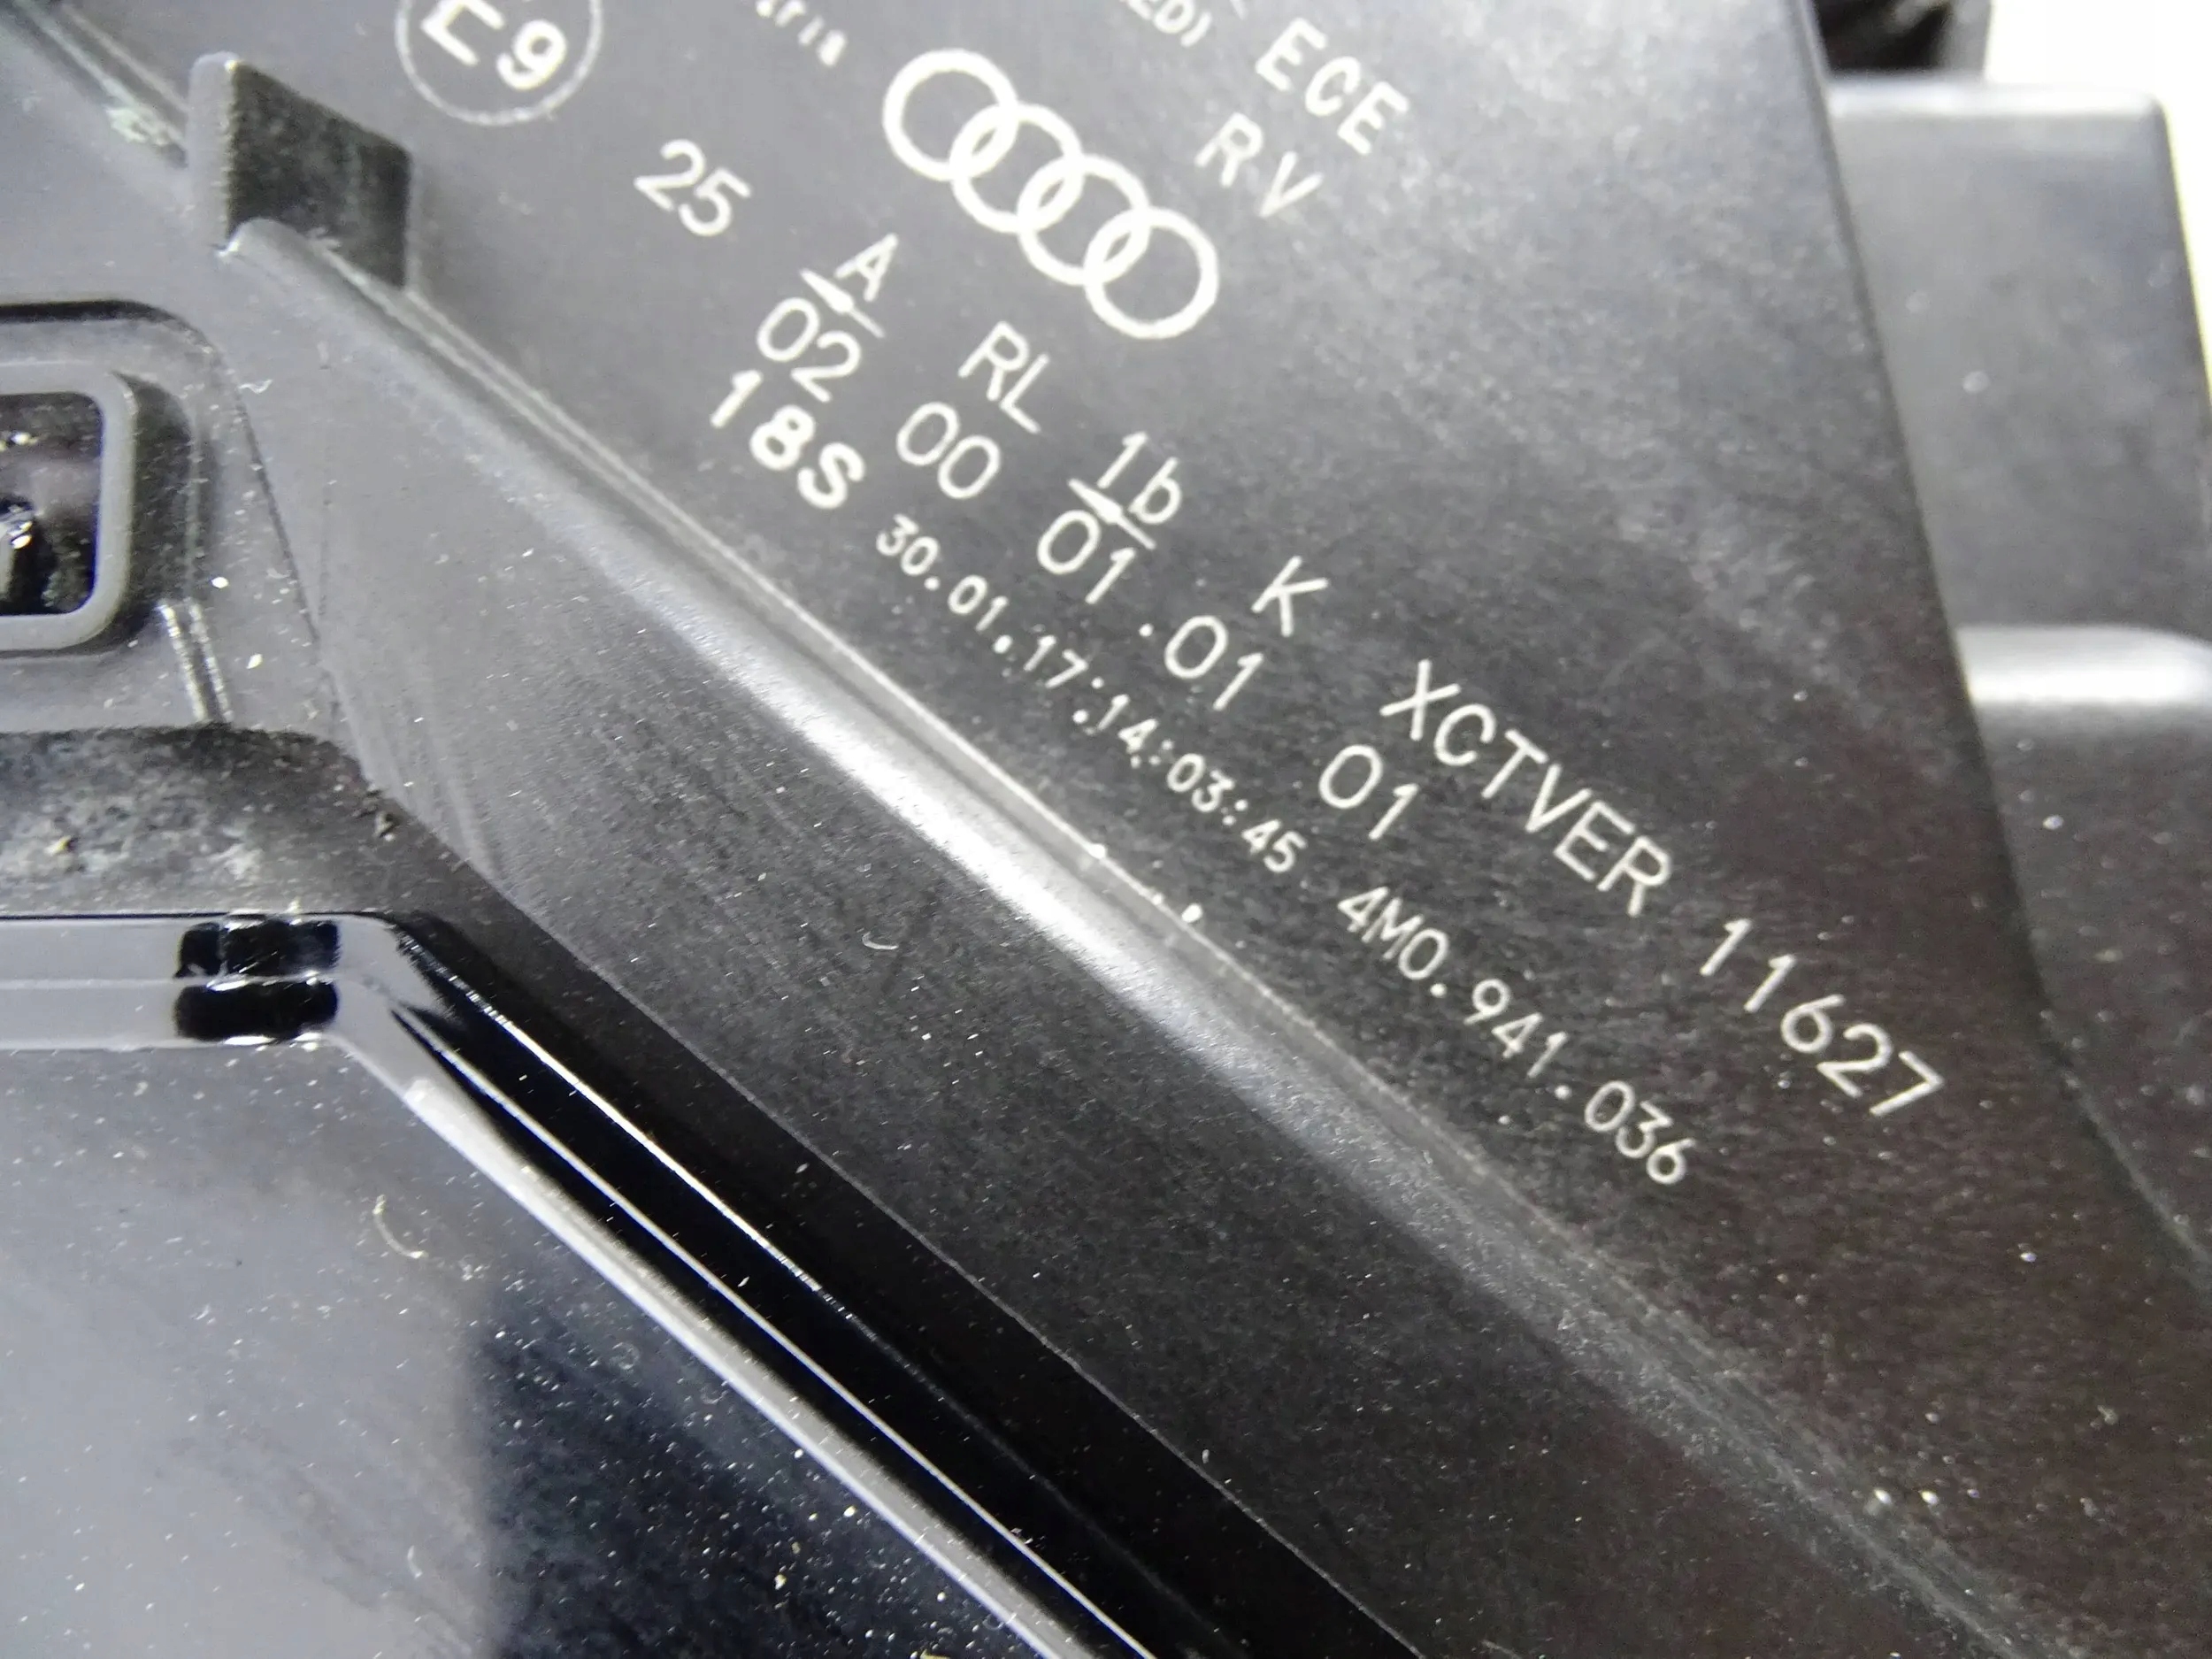 ECE
RV
E9
25
A RL 1b K XCTVER 11627
02 00 01 .01 01
18S 30.01.17;14:03:45 4M0.941.036